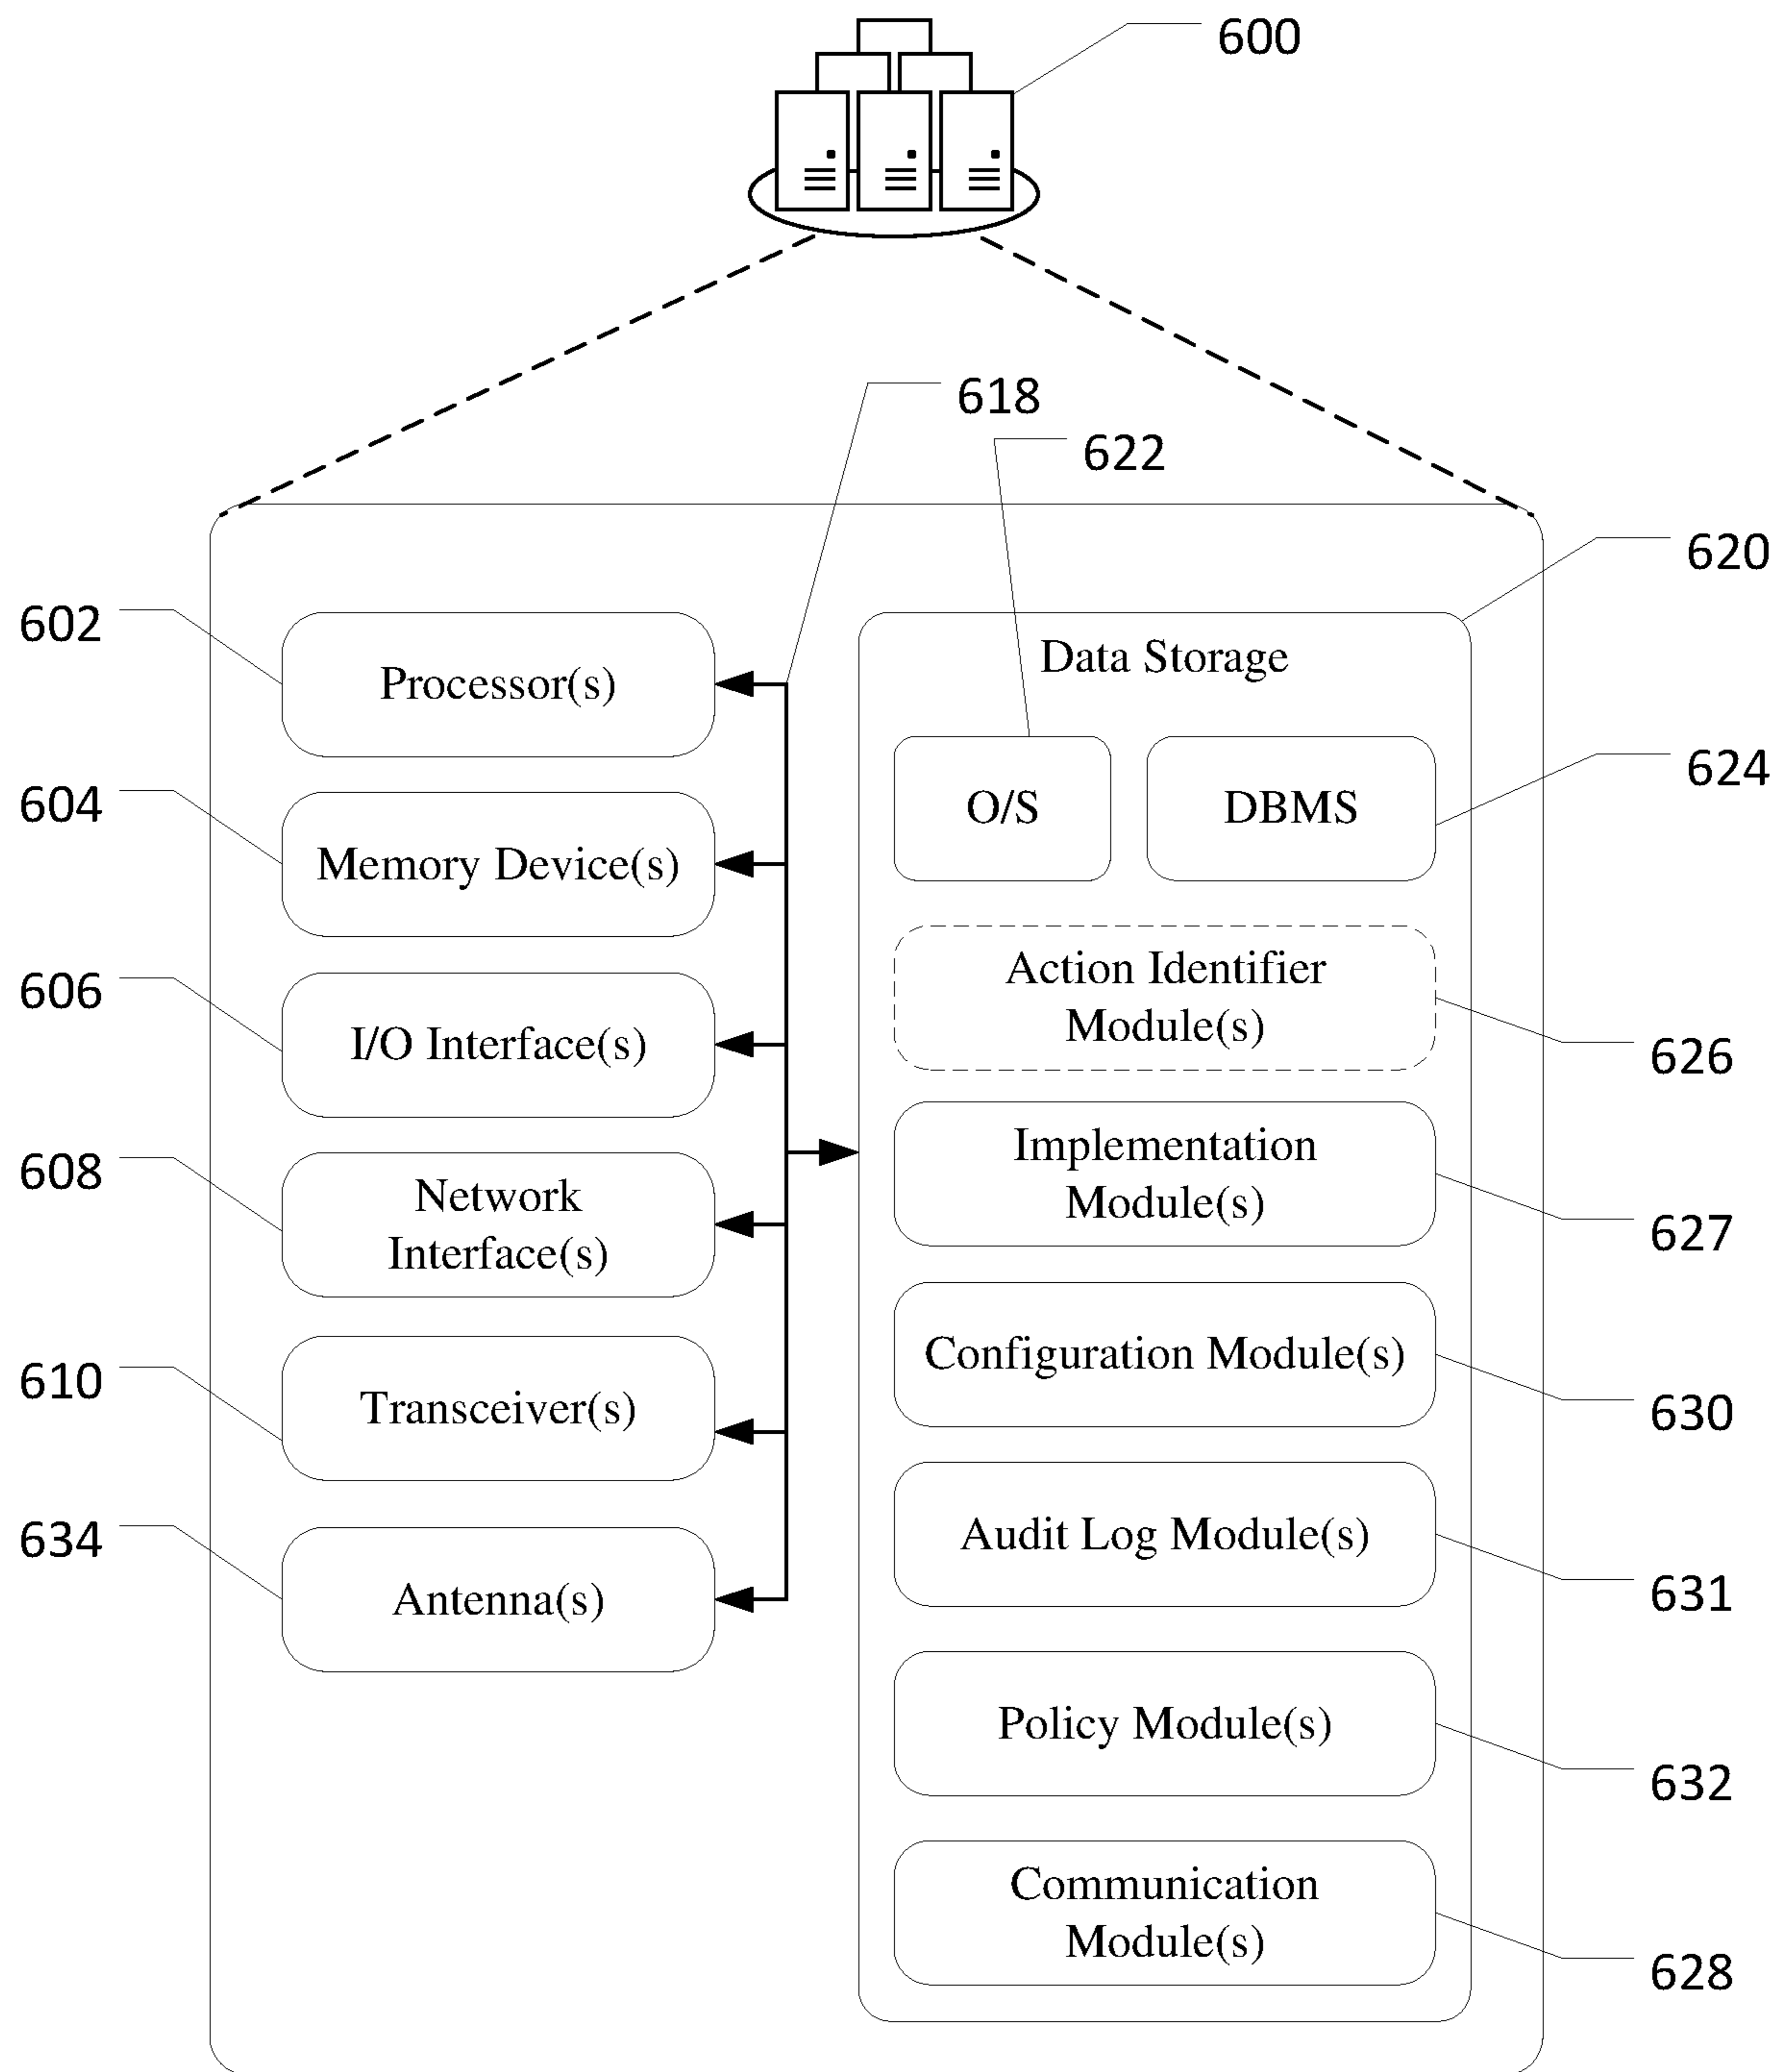 600
618
622
620
602
Processor(s)
Data Storage
624
O/S
DBMS
604
Memory Device(s)
Action Identifier
Module(s)
626
606
I/O Interface(s)
Implementation
Module(s)
627
608
Network
Interface(s)
Configuration Module(s)
630
610
Transceiver(s)
Audit Log Module(s)
631
634
Antenna(s)
Policy Module(s)
632
Communication
Module(s)
628